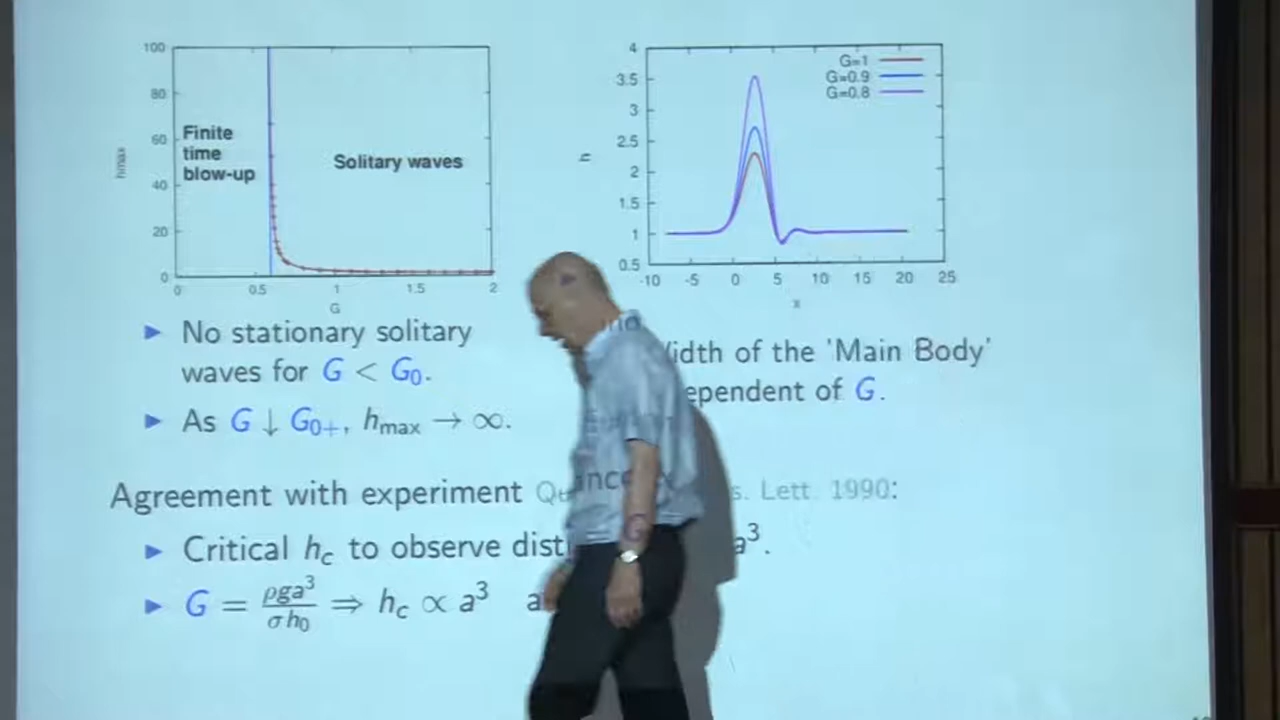 100
80
60
40
20
0
hmax
Finite
time
blow-up
Solitary waves
0 0.5 1 1.5 2
G
4
3.5
3
2.5
2
1.5
1
0.5
h
G=1
G=0.9
G=0.8
-10 -5 0 5 10 15 20 25
x
▶ No stationary solitary
waves for G < G₀.
▶ As G ↓ G₀₊, h_max → ∞.
of the 'Main Body'
of G.
Agreement with experiment Lett. 1990:
▶ Critical h_c to observe a³.
▶ G = ρga³/σh₀ ⇒ h_c ∝ a³